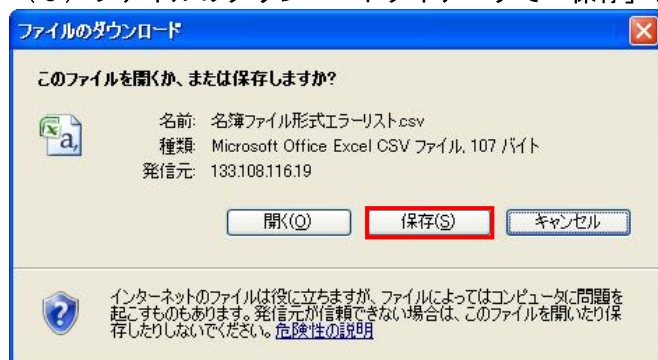 ファイルのダウンロード
このファイルを開くか、または保存しますか?
名前: 名簿ファイル形式エラーリスト.csv
種類: Microsoft Office Excel CSV ファイル, 107 バイト
発信元: 133.108.116.19
開く(O) 保存(S) キャンセル
インターネットのファイルは役に立ちますが、ファイルによってはコンピュータに問題を
起こすものもあります。発信元が信頼できない場合は、このファイルを開いたり保
存したりしないでください。危険性の説明